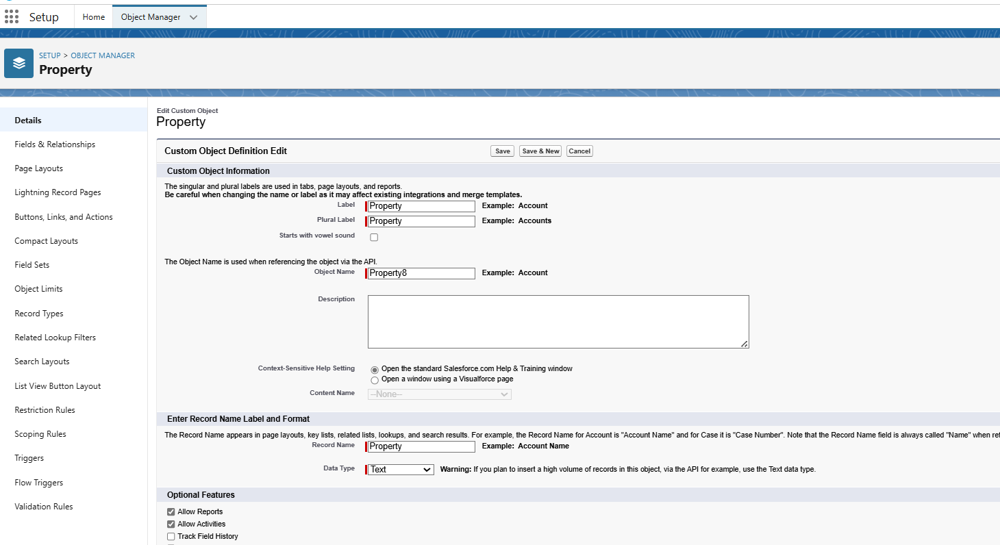 Setup
Home
Object Manager
SETUP > OBJECT MANAGER
Property
Details
Fields & Relationships
Page Layouts
Lightning Record Pages
Buttons, Links, and Actions
Compact Layouts
Field Sets
Object Limits
Record Types
Related Lookup Filters
Search Layouts
List View Button Layout
Restriction Rules
Scoping Rules
Triggers
Flow Triggers
Validation Rules
Edit Custom Object
Property
Custom Object Definition Edit
Save
Save & New
Cancel
Custom Object Information
The singular and plural labels are used in tabs, page layouts, and reports.
Be careful when changing the name or label as it may affect existing integrations and merge templates.
Label Property Example: Account
Plural Label Property Example: Accounts
Starts with vowel sound
The Object Name is used when referencing the object via the API.
Object Name Property8 Example: Account
Description
Context-Sensitive Help Setting Open the standard Salesforce.com Help & Training window
Open a window using a Visualforce page
Content Name --None--
Enter Record Name Label and Format
The Record Name appears in page layouts, key lists, related lists, lookups, and search results. For example, the Record Name for Account is "Account Name" and for Case it is "Case Number". Note that the Record Name field is always called "Name" when ref
Record Name Property Example: Account Name
Data Type Text Warning: If you plan to insert a high volume of records in this object, via the API for example, use the Text data type.
Optional Features
Allow Reports
Allow Activities
Track Field History